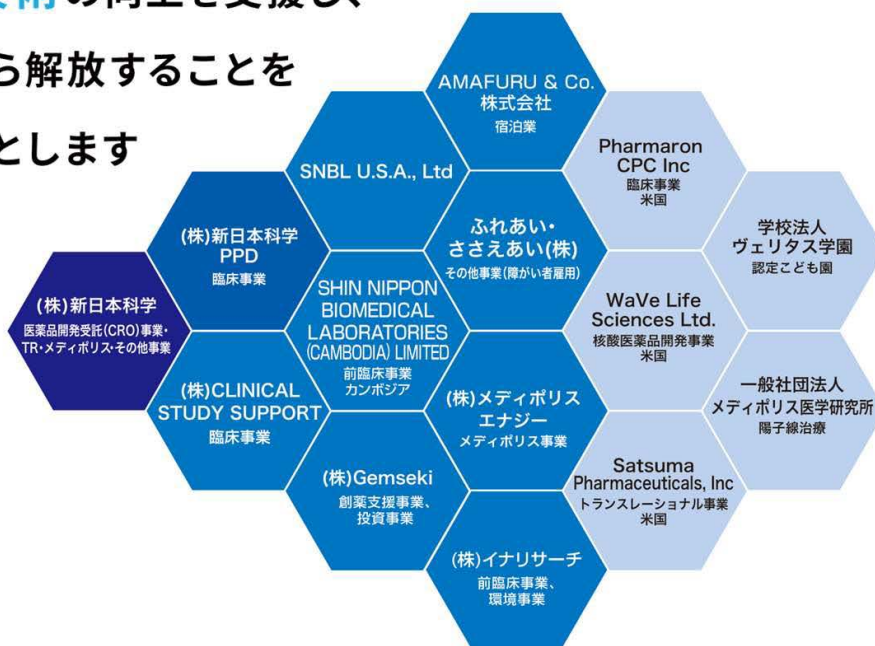 の向上を支援し、
解放することを
とします
AMAFURU & Co.
株式会社
宿泊業
SNBL U.S.A., Ltd
Pharmaron
CPC Inc
臨床事業
米国
(株)新日本科学
PPD
臨床事業
ふれあい・
ささえあい(株)
その他事業(障がい者雇用)
学校法人
ヴェリタス学園
認定こども園
(株)新日本科学
医薬品開発受託(CRO)事業・
TR・メディポリス・その他事業
SHIN NIPPON
BIOMEDICAL
LABORATORIES
(CAMBODIA) LIMITED
前臨床事業
カンボジア
WaVe Life
Sciences Ltd.
核酸医薬品開発事業
米国
(株)CLINICAL
STUDY SUPPORT
臨床事業
(株)メディポリス
エナジー
メディポリス事業
一般社団法人
メディポリス医学研究所
陽子線治療
(株)Gemseki
創薬支援事業、
投資事業
Satsuma
Pharmaceuticals, Inc
トランスレーショナル事業
米国
(株)イナリサーチ
前臨床事業、
環境事業